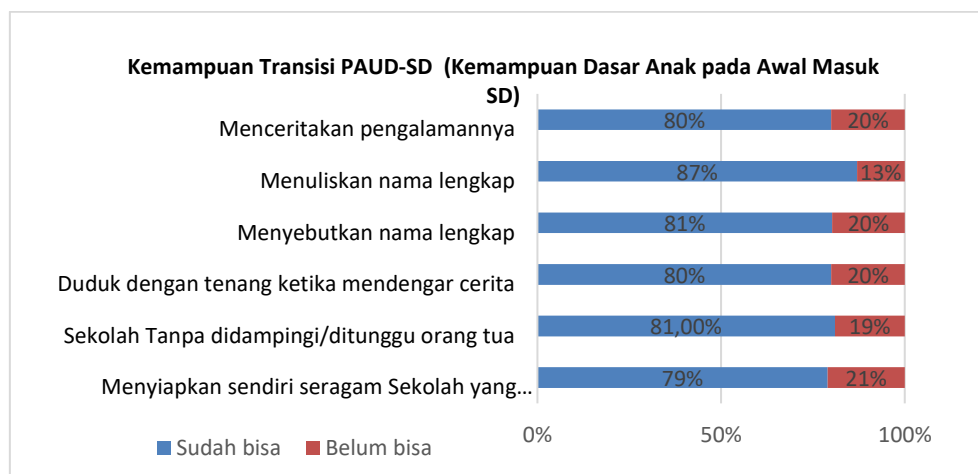 Kemampuan Transisi PAUD-SD (Kemampuan Dasar Anak pada Awal Masuk
SD)
Menceritakan pengalamannya 80% 20%
Menuliskan nama lengkap 87% 13%
Menyebutkan nama lengkap 81% 20%
Duduk dengan tenang ketika mendengar cerita 80% 20%
Sekolah Tanpa didampingi/ditunggu orang tua 81,00% 19%
Menyiapkan sendiri seragam Sekolah yang... 79% 21%
0% 50% 100%
Sudah bisa Belum bisa